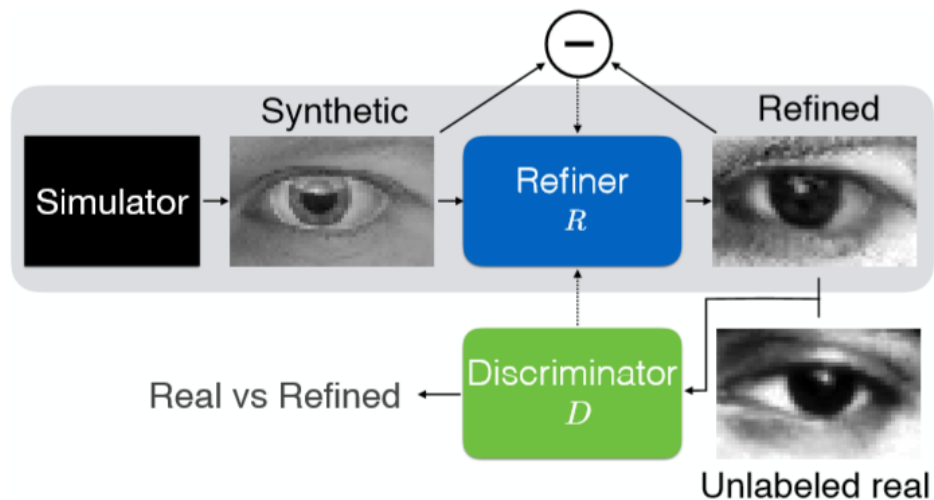 −
Synthetic
Refined
Simulator
Refiner
R
Discriminator
D
Real vs Refined
Unlabeled real